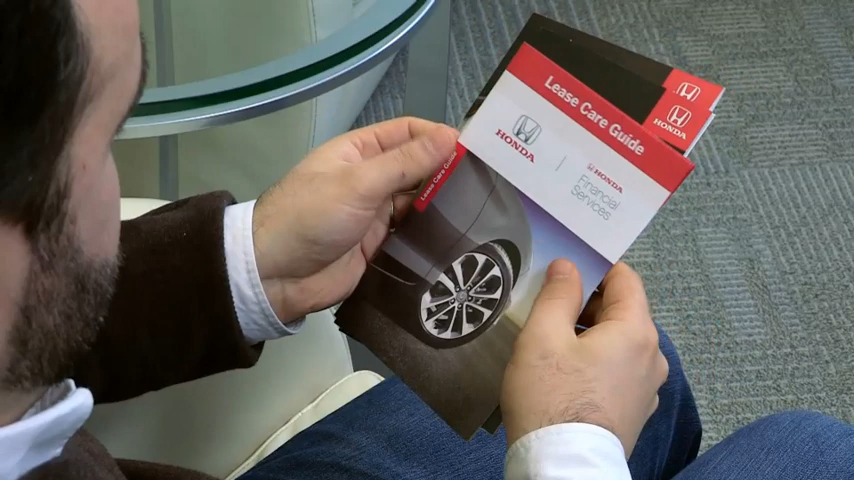 Lease Care Guide
HONDA
HONDA
Financial
Services
HONDA
Lease Care Guide